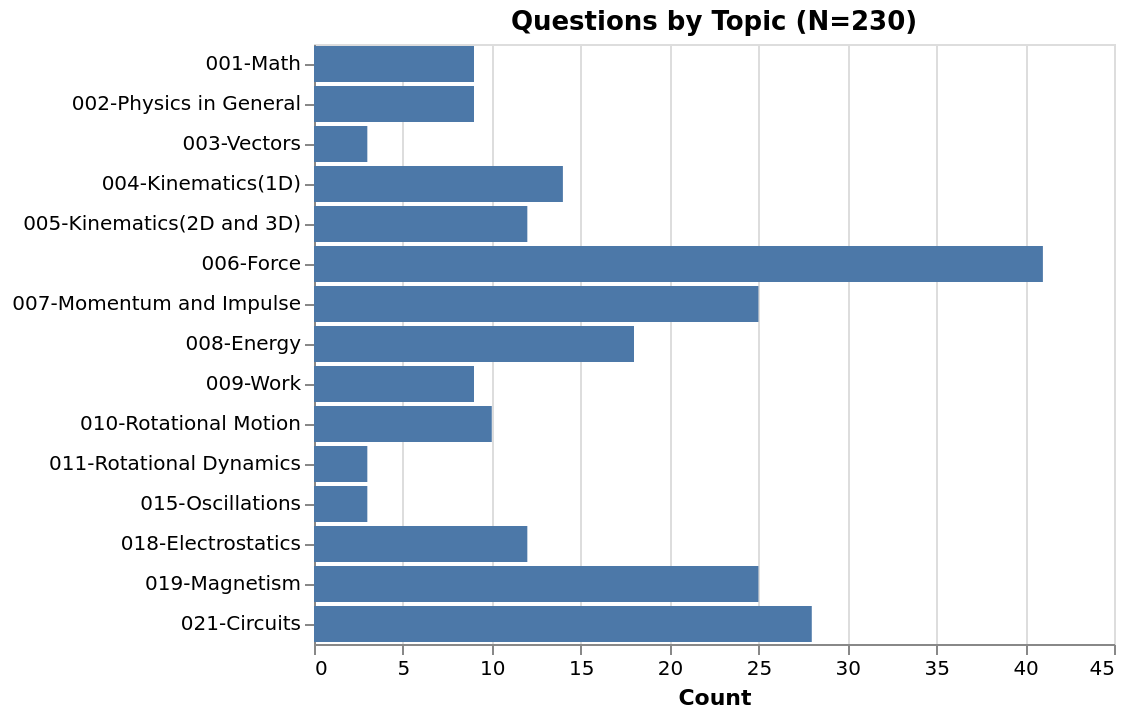 Questions by Topic (N=230)
001-Math
002-Physics in General
003-Vectors
004-Kinematics(1D)
005-Kinematics(2D and 3D)
006-Force
007-Momentum and Impulse
008-Energy
009-Work
010-Rotational Motion
011-Rotational Dynamics
015-Oscillations
018-Electrostatics
019-Magnetism
021-Circuits
0 5 10 15 20 25 30 35 40 45
Count